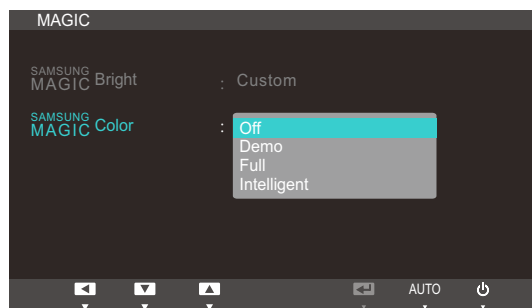 MAGIC
SAMSUNG
MAGIC Bright : Custom
SAMSUNG
MAGIC Color : Off
Demo
Full
Intelligent
AUTO